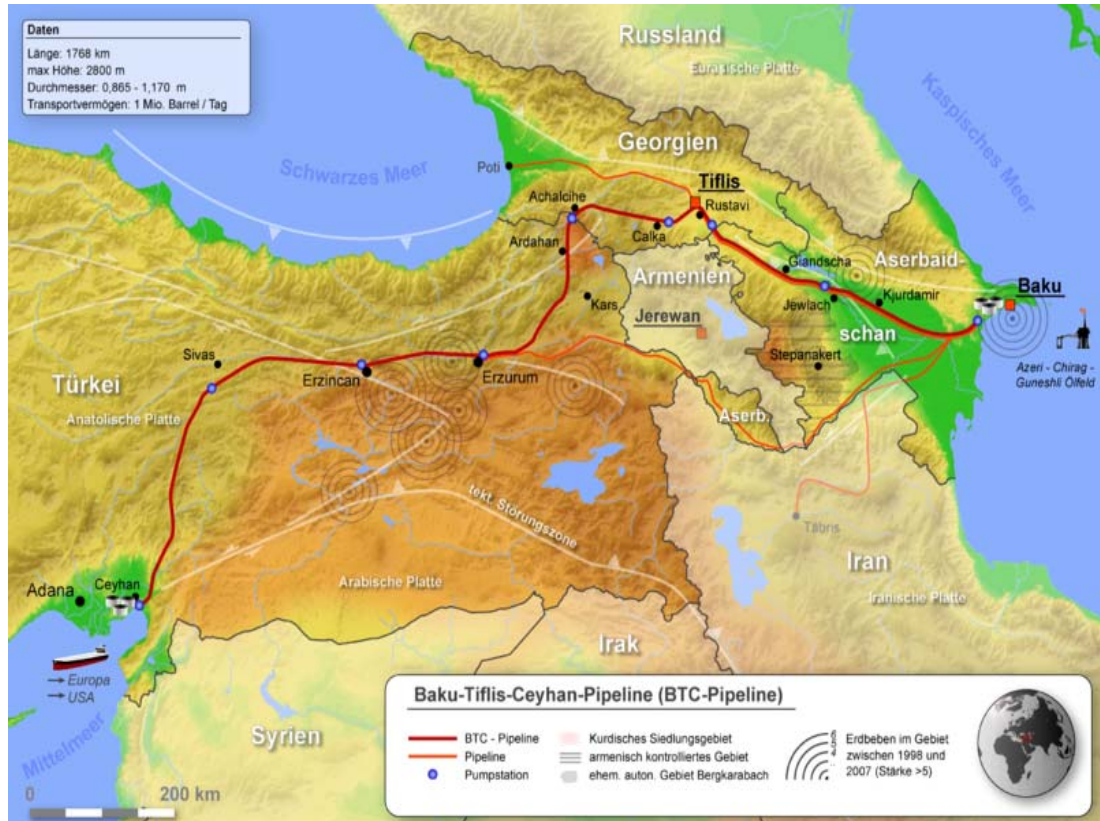 Daten
Länge: 1768 km
max Höhe: 2800 m
Durchmesser: 0,865 - 1,170 m
Transportvermögen: 1 Mio. Barrel / Tag
Russland
Eurasische Platte
Kaspisches Meer
Schwarzes Meer
Georgien
Poti
Tiflis
Achalcihe
Rustavi
Ardahan
Calka
Armenien
Giandscha
Aserbaid-
Baku
Kars
Jewlach
Kjurdamir
Jerewan
schan
Sivas
Stepanakert
Azeri - Chirag -
Guneshli Ölfeld
Türkei
Erzincan
Erzurum
Anatolische Platte
Aserb.
tekt. Störungszone
Täbris
Iran
Adana
Ceyhan
Arabische Platte
Iranische Platte
Irak
Europa
USA
Syrien
Mittelmeer
0 200 km
Baku-Tiflis-Ceyhan-Pipeline (BTC-Pipeline)
BTC - Pipeline
Pipeline
Pumpstation
Kurdisches Siedlungsgebiet
armenisch kontrolliertes Gebiet
ehem. auton. Gebiet Bergkarabach
Erdbeben im Gebiet
zwischen 1998 und
2007 (Stärke >5)